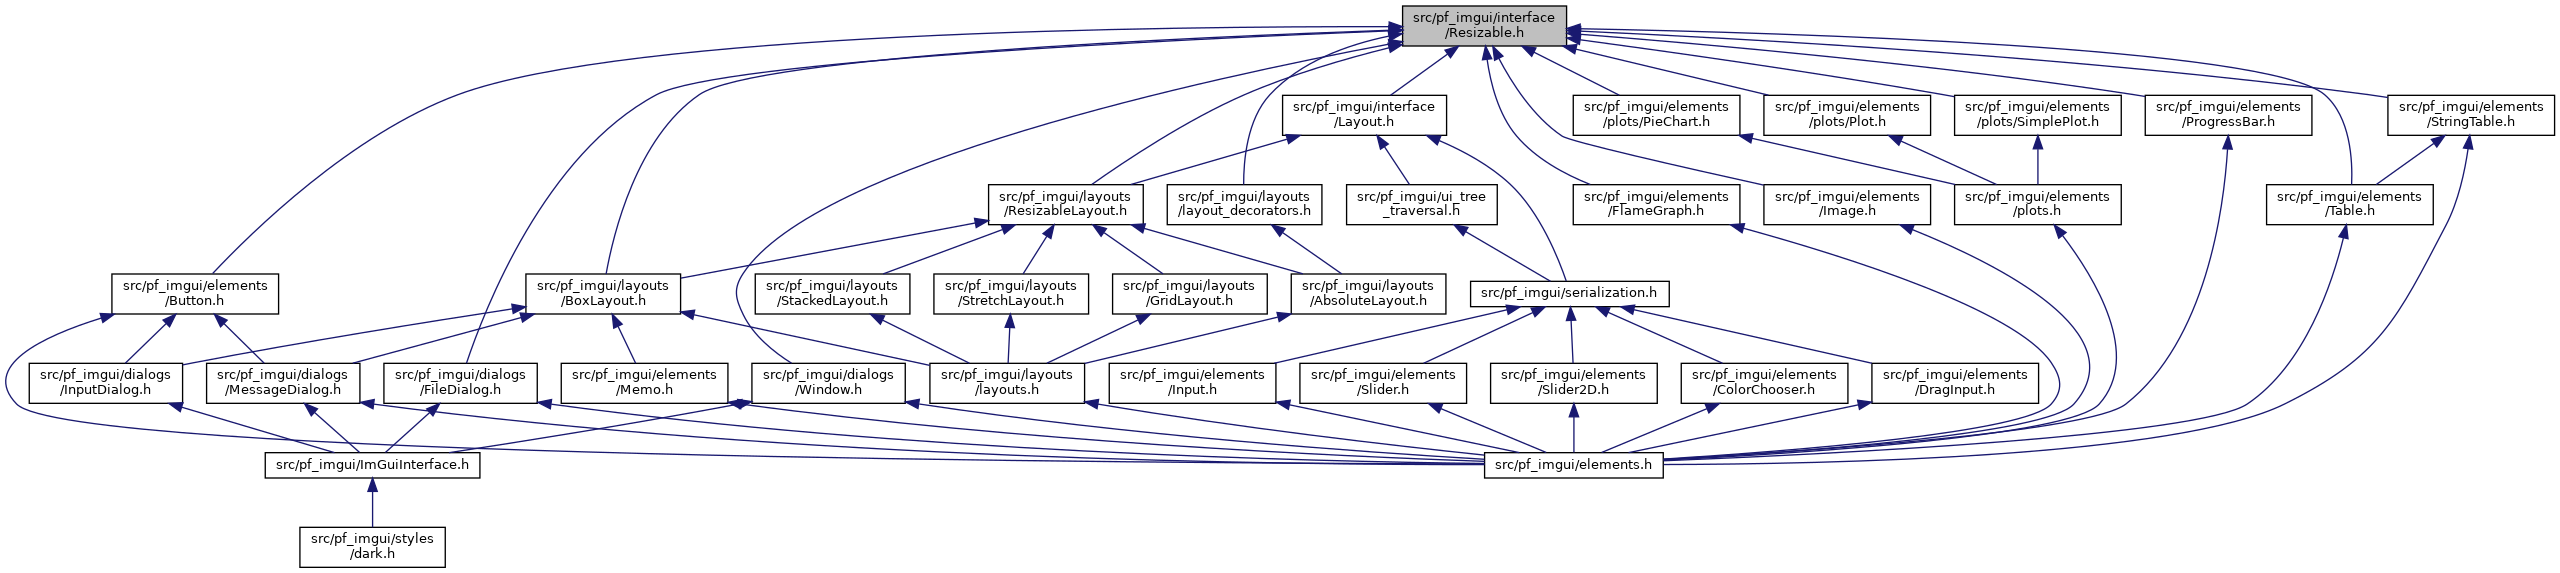 src/pf_imgui/interface
/Resizable.h
src/pf_imgui/interface
/Layout.h
src/pf_imgui/elements
/plots/PieChart.h
src/pf_imgui/elements
/plots/Plot.h
src/pf_imgui/elements
/plots/SimplePlot.h
src/pf_imgui/elements
/ProgressBar.h
src/pf_imgui/elements
/StringTable.h
src/pf_imgui/layouts
/ResizableLayout.h
src/pf_imgui/layouts
/layout_decorators.h
src/pf_imgui/ui_tree
_traversal.h
src/pf_imgui/elements
/FlameGraph.h
src/pf_imgui/elements
/Image.h
src/pf_imgui/elements
/plots.h
src/pf_imgui/elements
/Table.h
src/pf_imgui/elements
/Button.h
src/pf_imgui/layouts
/BoxLayout.h
src/pf_imgui/layouts
/StackedLayout.h
src/pf_imgui/layouts
/StretchLayout.h
src/pf_imgui/layouts
/GridLayout.h
src/pf_imgui/layouts
/AbsoluteLayout.h
src/pf_imgui/serialization.h
src/pf_imgui/dialogs
/InputDialog.h
src/pf_imgui/dialogs
/MessageDialog.h
src/pf_imgui/dialogs
/FileDialog.h
src/pf_imgui/elements
/Memo.h
src/pf_imgui/dialogs
/Window.h
src/pf_imgui/layouts
/layouts.h
src/pf_imgui/elements
/Input.h
src/pf_imgui/elements
/Slider.h
src/pf_imgui/elements
/Slider2D.h
src/pf_imgui/elements
/ColorChooser.h
src/pf_imgui/elements
/DragInput.h
src/pf_imgui/ImGuiInterface.h
src/pf_imgui/elements.h
src/pf_imgui/styles
/dark.h